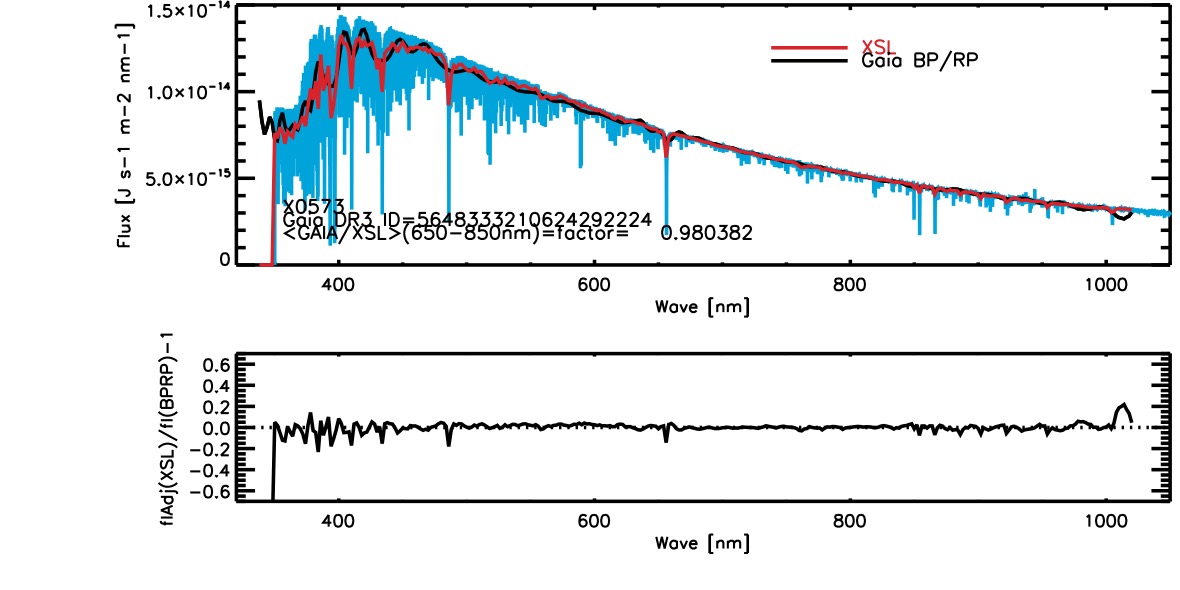 1.5×10−14
1.0×10−14
5.0×10−15
0
Flux [J s−1 m−2 nm−1]
XSL
Gaia BP/RP
X0573
Gaia DR3 ID=5648333210624292224
<GAIA/XSL>(650−850nm)=factor= 0.980382
400 600 800 1000
Wave [nm]
flAdj(XSL)/fl(BPRP)−1
0.6
0.4
0.2
0.0
−0.2
−0.4
−0.6
400 600 800 1000
Wave [nm]